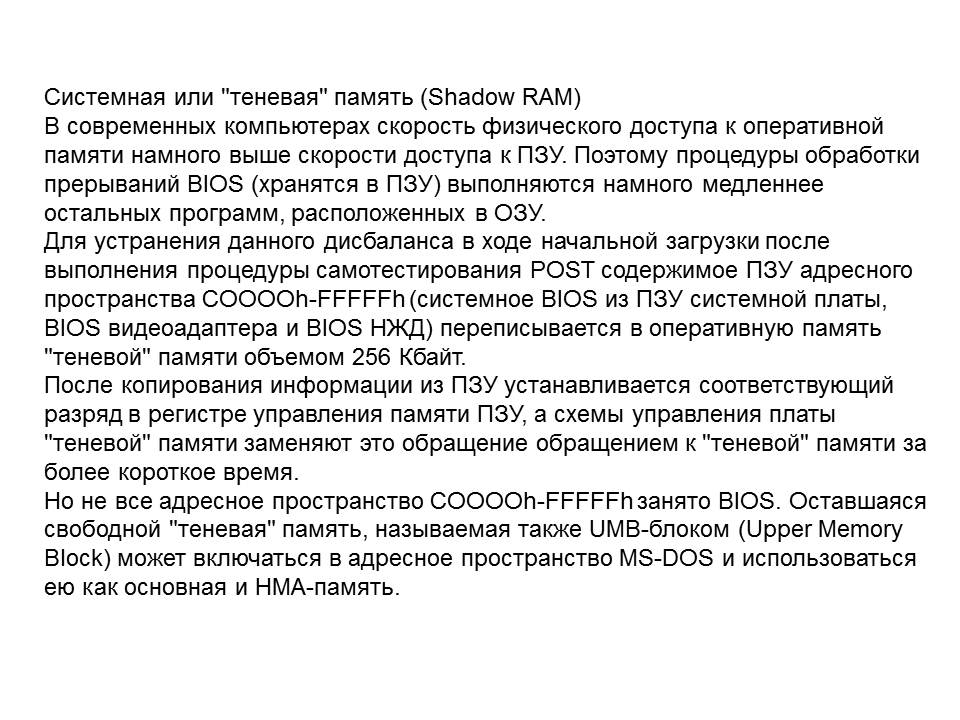 Системная или "теневая" память (Shadow RAM)
В современных компьютерах скорость физического доступа к оперативной
памяти намного выше скорости доступа к ПЗУ. Поэтому процедуры обработки
прерываний BIOS (хранятся в ПЗУ) выполняются намного медленнее
остальных программ, расположенных в ОЗУ.
Для устранения данного дисбаланса в ходе начальной загрузки после
выполнения процедуры самотестирования POST содержимое ПЗУ адресного
пространства COOOOh-FFFFFh (системное BIOS из ПЗУ системной платы,
BIOS видеоадаптера и BIOS НЖД) переписывается в оперативную память
"теневой" памяти объемом 256 Кбайт.
После копирования информации из ПЗУ устанавливается соответствующий
разряд в регистре управления памяти ПЗУ, а схемы управления платы
"теневой" памяти заменяют это обращение обращением к "теневой" памяти за
более короткое время.
Но не все адресное пространство COOOOh-FFFFFh занято BIOS. Оставшаяся
свободной "теневая" память, называемая также UMB-блоком (Upper Memory
Block) может включаться в адресное пространство MS-DOS и использоваться
ею как основная и НМА-память.